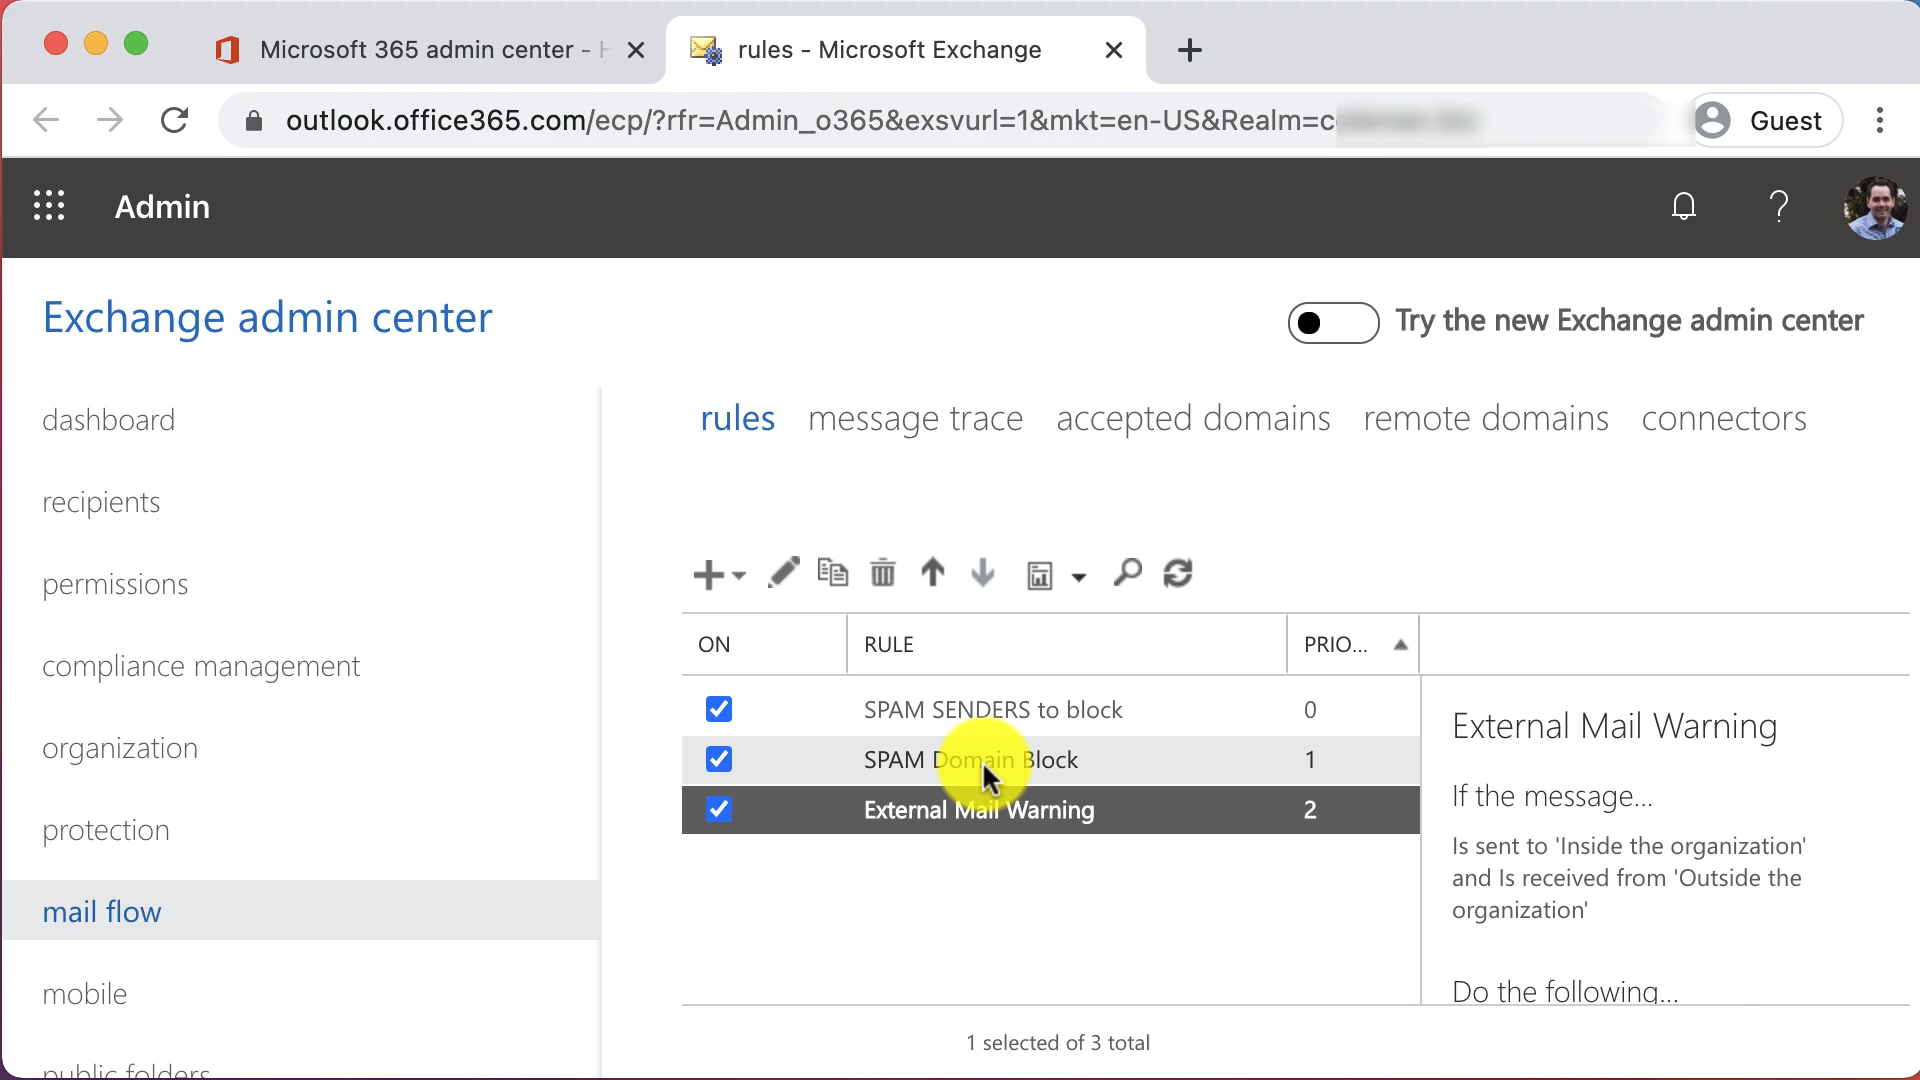 Microsoft 365 admin center -
rules - Microsoft Exchange
outlook.office365.com/ecp/?rfr=Admin_o365&exsvurl=1&mkt=en-US&Realm=c
Guest
Admin
Exchange admin center
Try the new Exchange admin center
dashboard
recipients
permissions
compliance management
organization
protection
mail flow
mobile
public folders
rules message trace accepted domains remote domains connectors
ON RULE PRIO...
SPAM SENDERS to block 0
SPAM Domain Block 1
External Mail Warning 2
External Mail Warning
If the message...
Is sent to 'Inside the organization'
and Is received from 'Outside the
organization'
Do the following...
1 selected of 3 total